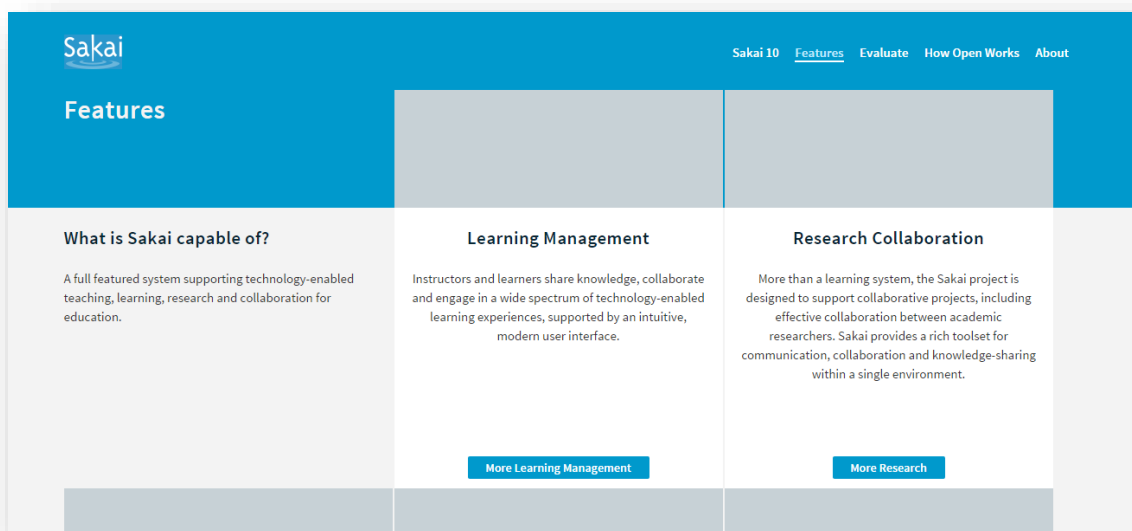 Sakai
Sakai 10 Features Evaluate How Open Works About
Features
What is Sakai capable of?
A full featured system supporting technology-enabled
teaching, learning, research and collaboration for
education.
Learning Management
Instructors and learners share knowledge, collaborate
and engage in a wide spectrum of technology-enabled
learning experiences, supported by an intuitive,
modern user interface.
More Learning Management
Research Collaboration
More than a learning system, the Sakai project is
designed to support collaborative projects, including
effective collaboration between academic
researchers. Sakai provides a rich toolset for
communication, collaboration and knowledge-sharing
within a single environment.
More Research